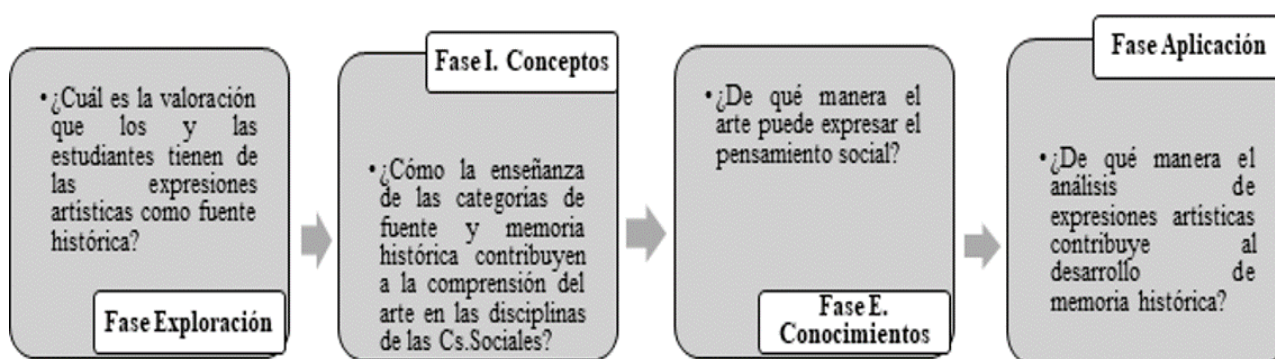 •¿Cuál es la valoración
que los y las
estudiantes tienen de
las expresiones
artísticas como fuente
histórica?
Fase Exploración
Fase I. Conceptos
•¿Cómo la enseñanza
de las categorías de
fuente y memoria
histórica contribuyen
a la comprensión del
arte en las disciplinas
de las Cs.Sociales?
•¿De qué manera el
arte puede expresar el
pensamiento social?
Fase E.
Conocimientos
Fase Aplicación
•¿De qué manera el
análisis de
expresiones artísticas
contribuye al
desarrollo de
memoria histórica?